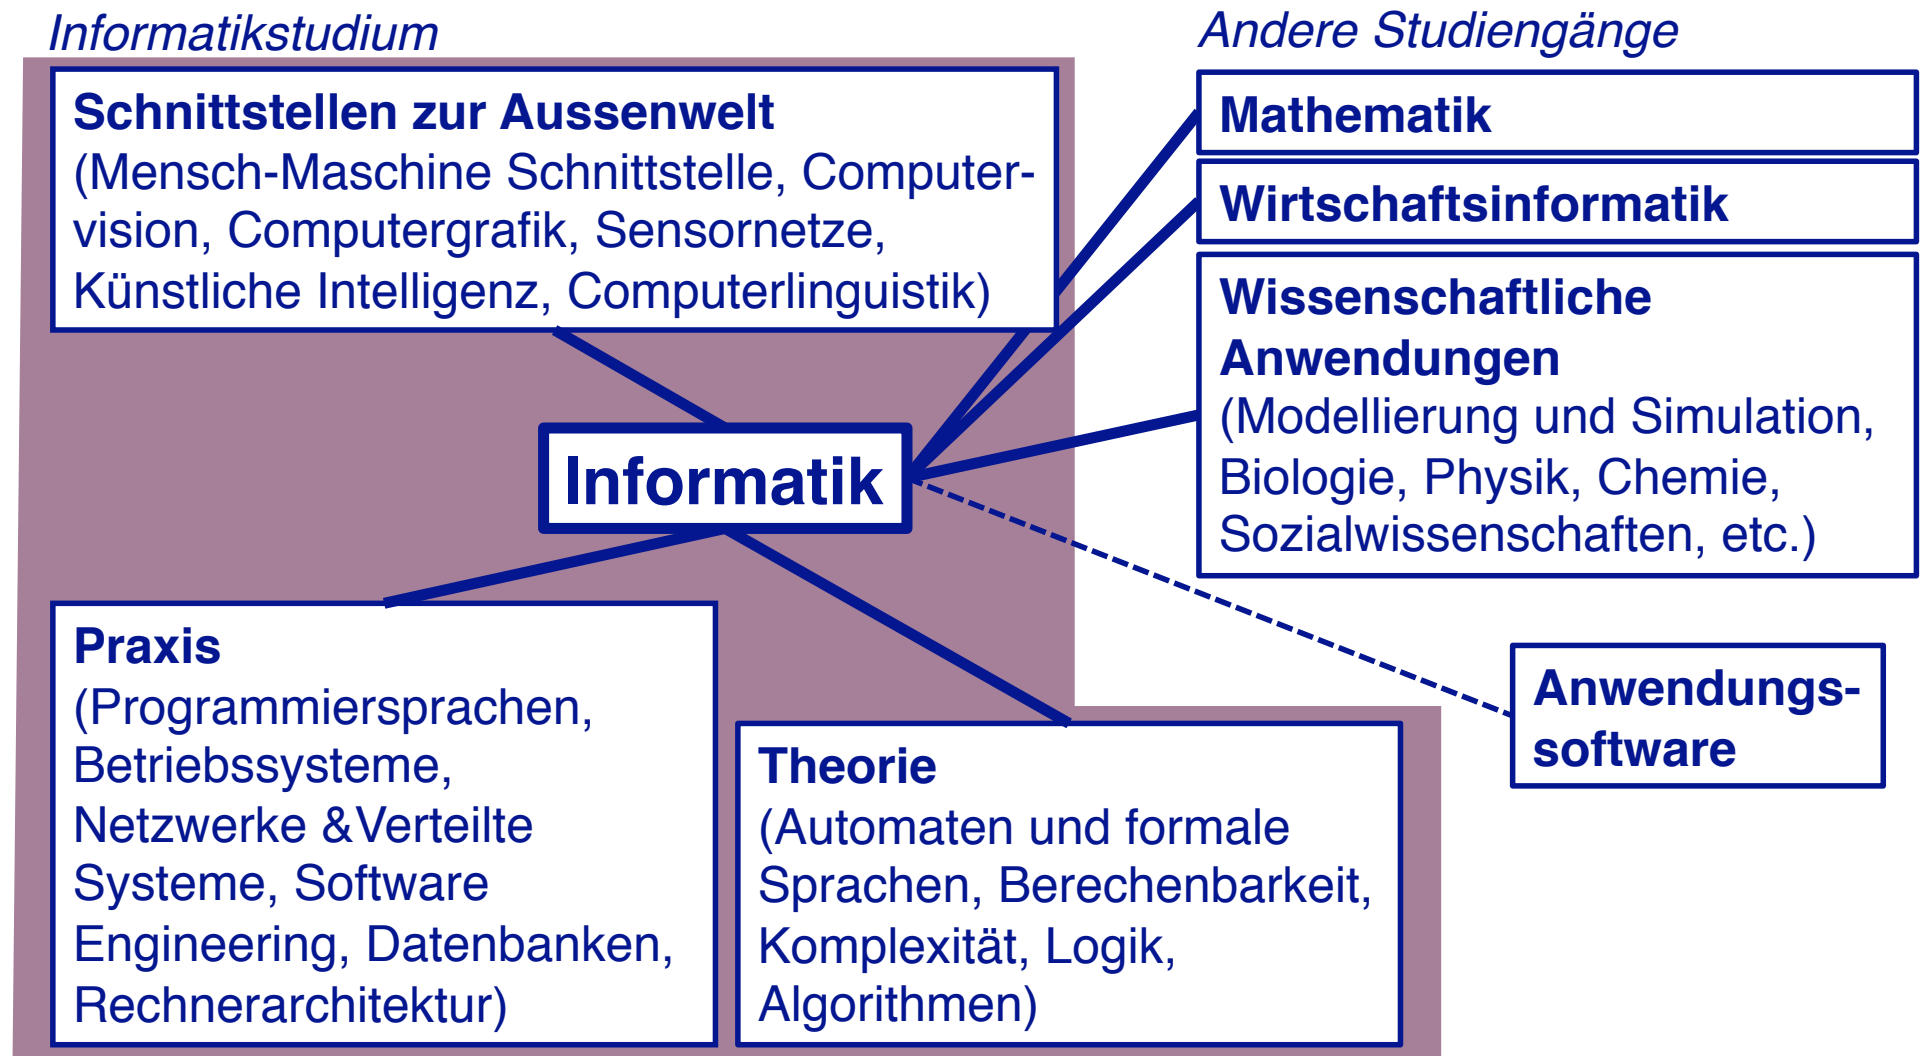 Informatikstudium
Schnittstellen zur Aussenwelt
(Mensch-Maschine Schnittstelle, Computer-
vision, Computergrafik, Sensornetze,
Künstliche Intelligenz, Computerlinguistik)
Informatik
Praxis
(Programmiersprachen,
Betriebssysteme,
Netzwerke &Verteilte
Systeme, Software
Engineering, Datenbanken,
Rechnerarchitektur)
Theorie
(Automaten und formale
Sprachen, Berechenbarkeit,
Komplexität, Logik,
Algorithmen)
Andere Studiengänge
Mathematik
Wirtschaftsinformatik
Wissenschaftliche
Anwendungen
(Modellierung und Simulation,
Biologie, Physik, Chemie,
Sozialwissenschaften, etc.)
Anwendungs-
software